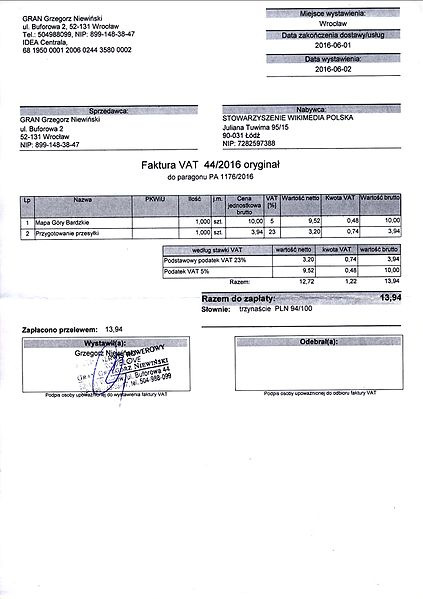 GRAN Grzegorz Niewiński
ul. Buforowa 2, 52-131 Wrocław
Tel.: 504988099, NIP: 899-148-38-47
IDEA Centrala,
68 1950 0001 2006 0244 3580 0002
Miejsce wystawienia:
Wrocław
Data zakończenia dostawy/usług
2016-06-01
Data wystawienia:
2016-06-02
Sprzedawca:
GRAN Grzegorz Niewiński
ul. Buforowa 2
52-131 Wrocław
NIP: 899-148-38-47
Nabywca:
STOWARZYSZENIE WIKIMEDIA POLSKA
Juliana Tuwima 95/15
90-031 Łódź
NIP: 7282597388
Faktura VAT 44/2016 oryginał
do paragonu PA 1176/2016
Lp Nazwa PKWiU Ilość j.m. Cena jednostkowa brutto VAT [%] Wartość netto Kwota VAT Wartość brutto
1 Mapa Góry Bardzkie 1,000 szt. 10,00 5 9,52 0,48 10,00
2 Przygotowanie przesyłki 1,000 szt. 3,94 23 3,20 0,74 3,94
według stawki VAT wartość netto kwota VAT wartość brutto
Podstawowy podatek VAT 23% 3,20 0,74 3,94
Podatek VAT 5% 9,52 0,48 10,00
Razem: 12,72 1,22 13,94
Razem do zapłaty: 13,94
Słownie: trzynaście PLN 94/100
Zapłacono przelewem: 13,94
Wystawił(a):
Grzegorz Niewiński
ROWEROWY
NIEWIŃSKI
ul. Buforowa 44
tel. 504-988-099
Podpis osoby upoważnionej do wystawienia faktury VAT
Odebrał(a):
Podpis osoby upoważnionej do odbioru faktury VAT